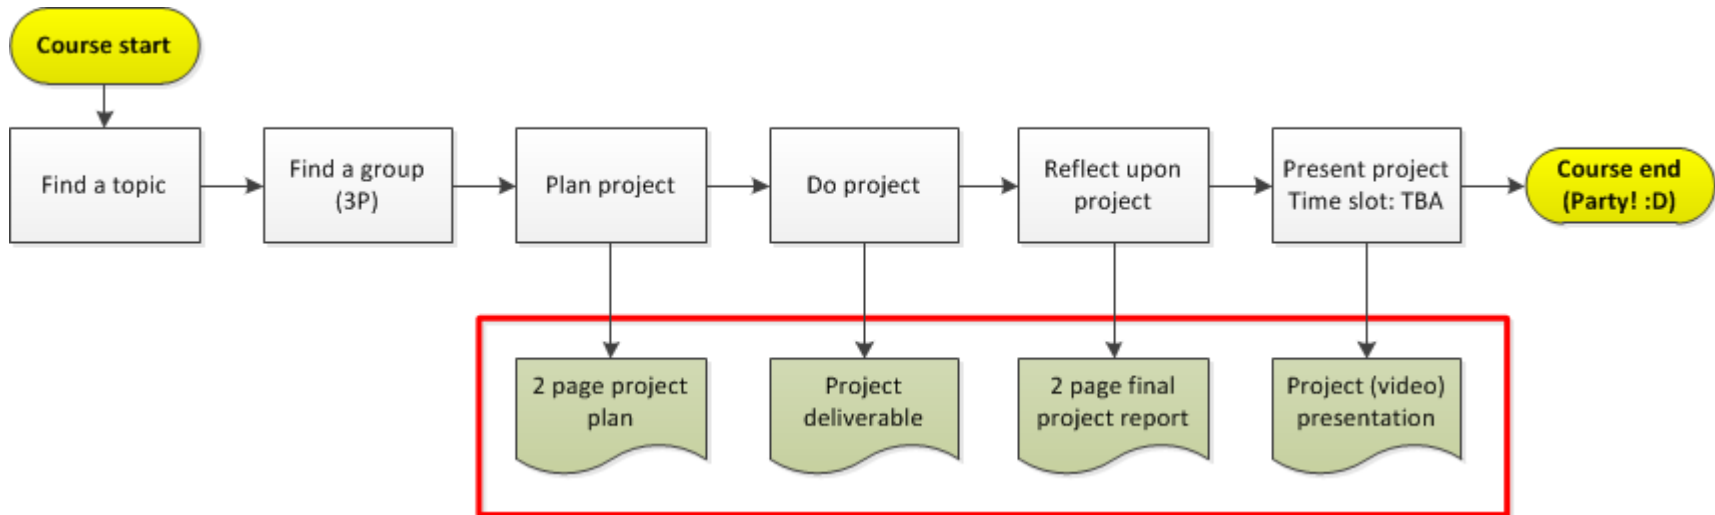 Course start
Find a topic
Find a group
(3P)
Plan project
Do project
Reflect upon
project
Present project
Time slot: TBA
Course end
(Party! :D)
2 page project
plan
Project
deliverable
2 page final
project report
Project (video)
presentation